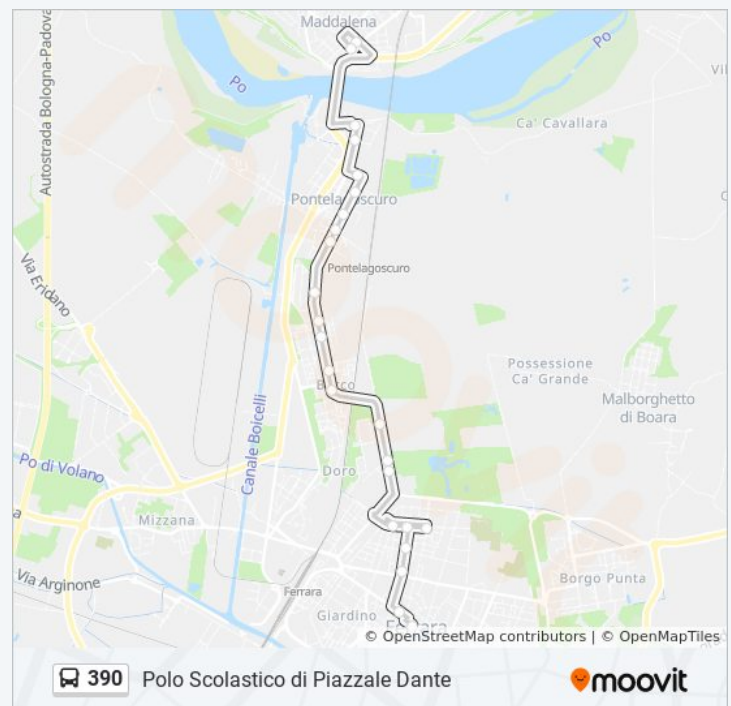 Maddalena
Autostrada Bologna-Padova
Po
Po
Ca' Cavallara
Pontelagoscuro
Via Eridano
Pontelagoscuro
Possessione
Ca' Grande
Malborghetto
di Boara
Canale Boicelli
Po di Volano
Doro
Mizzana
Via Arginone
Ferrara
Borgo Punta
Giardino
© OpenStreetMap contributors | © OpenMapTiles
390 Polo Scolastico di Piazzale Dante
moovit